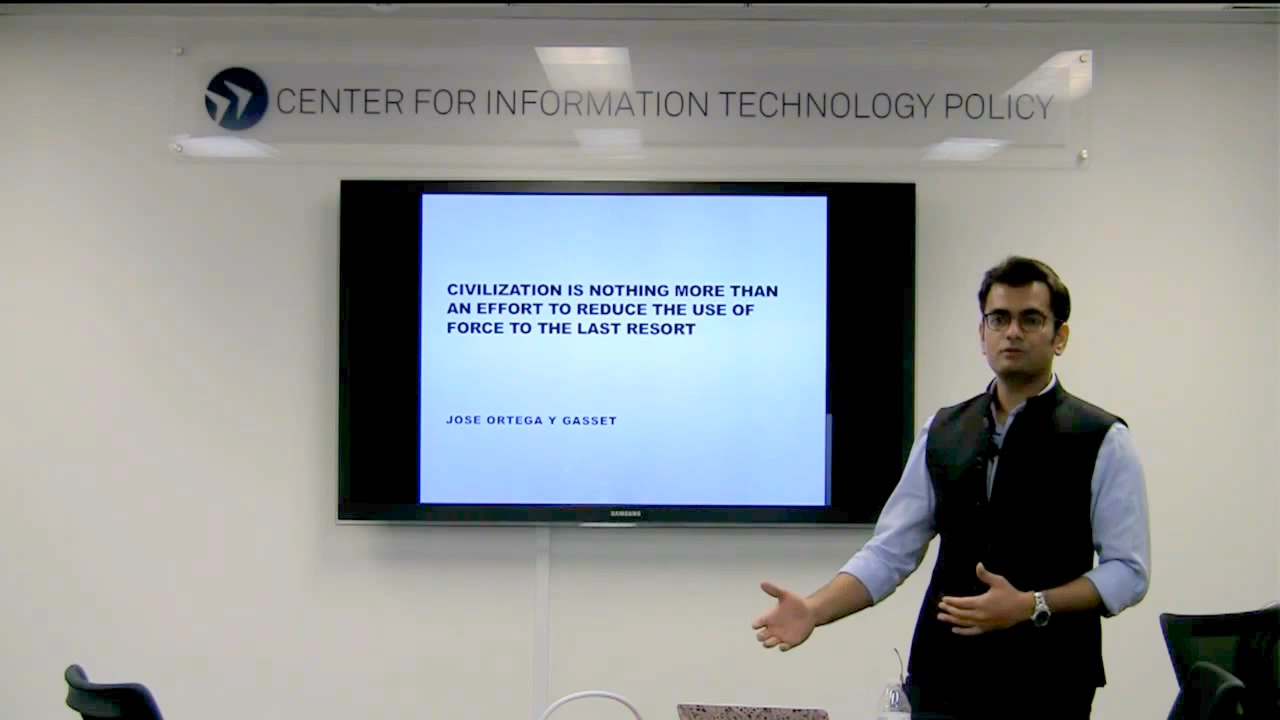 CENTER FOR INFORMATION TECHNOLOGY POLICY
CIVILIZATION IS NOTHING MORE THAN
AN EFFORT TO REDUCE THE USE OF
FORCE TO THE LAST RESORT
JOSE ORTEGA Y GASSET
SAMSUNG